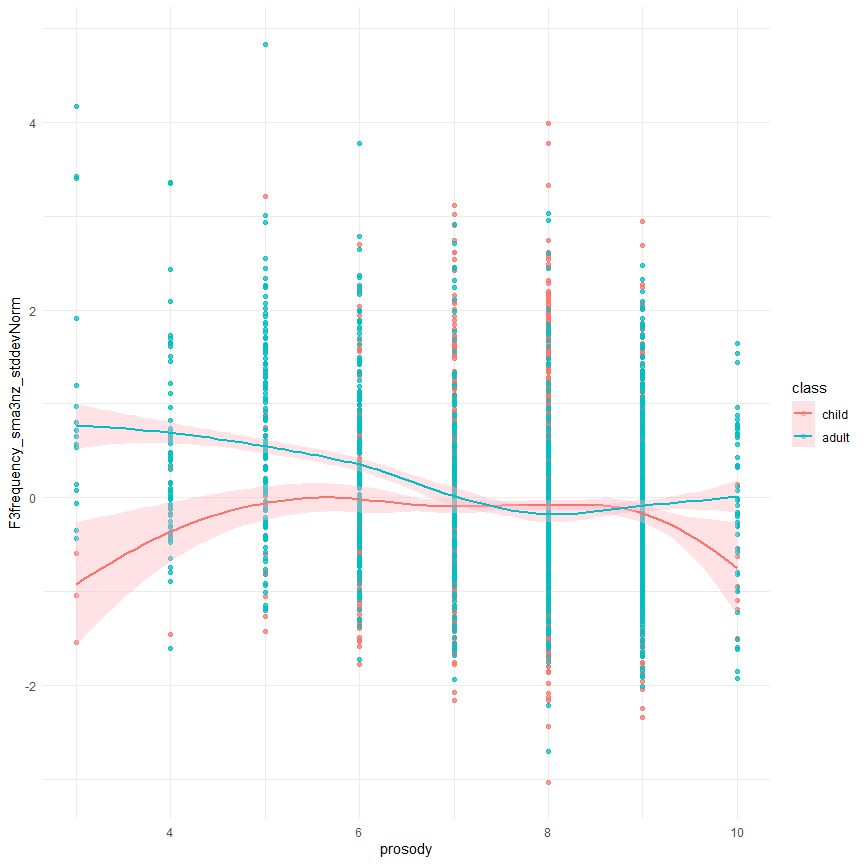 F3frequency_sma3nz_stddevNorm
4
2
0
-2
4
6
8
10
prosody
class
child
adult